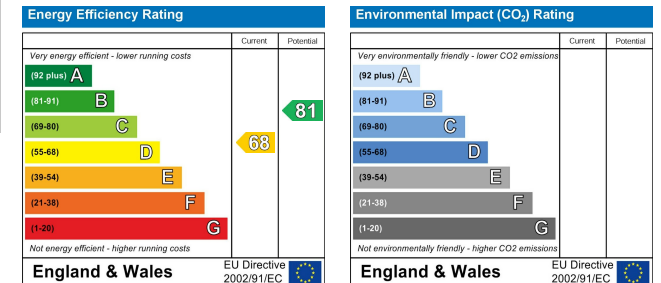 Energy Efficiency Rating
Current Potential
Very energy efficient - lower running costs
(92 plus) A
(81-91) B
(69-80) C
(55-68) D
(39-54) E
(21-38) F
(1-20) G
68
81
Not energy efficient - higher running costs
England & Wales
EU Directive
2002/91/EC
Environmental Impact (CO₂) Rating
Current Potential
Very environmentally friendly - lower CO2 emissions
(92 plus) A
(81-91) B
(69-80) C
(55-68) D
(39-54) E
(21-38) F
(1-20) G
Not environmentally friendly - higher CO2 emissions
England & Wales
EU Directive
2002/91/EC